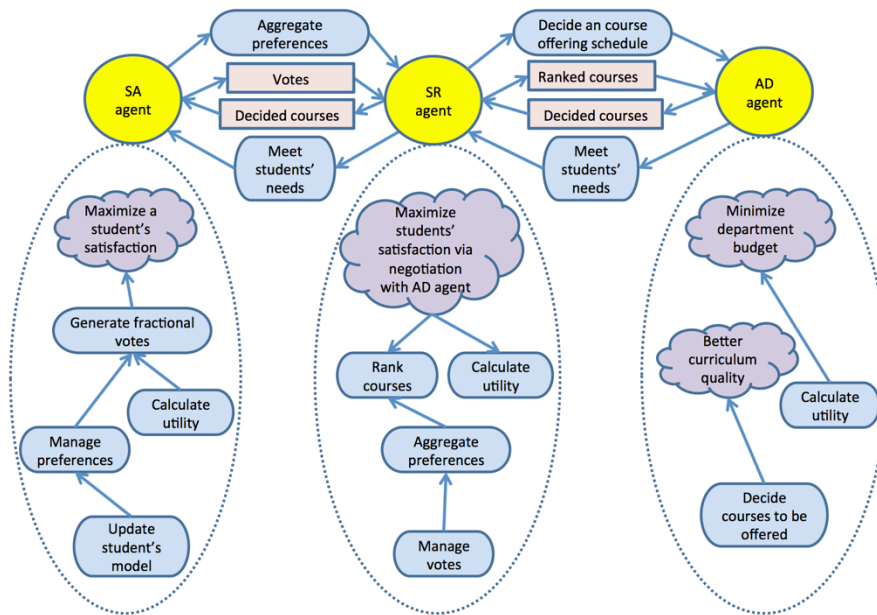 Aggregate
preferences
Decide an course
offering schedule
SA
agent
Votes
Decided courses
SR
agent
Ranked courses
Decided courses
AD
agent
Meet
students'
needs
Meet
students'
needs
Maximize a
student's
satisfaction
Generate fractional
votes
Calculate
utility
Manage
preferences
Update
student's
model
Maximize
students'
satisfaction via
negotiation
with AD agent
Rank
courses
Calculate
utility
Aggregate
preferences
Manage
votes
Minimize
department
budget
Better
curriculum
quality
Calculate
utility
Decide
courses to be
offered